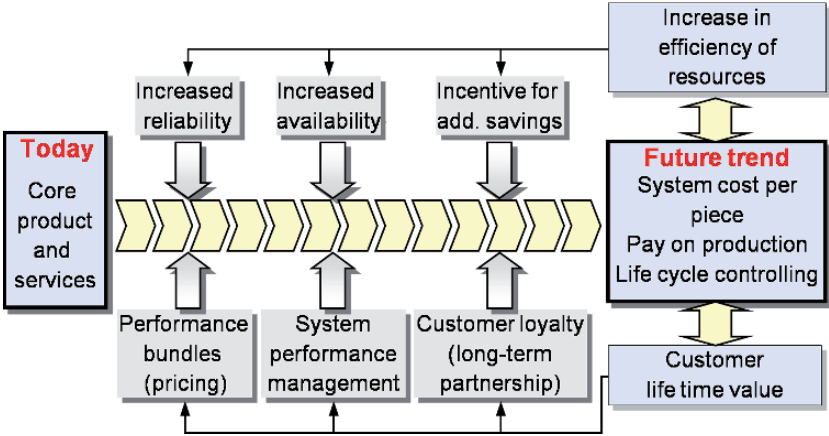 Increase in
efficiency of
resources
Increased
reliability
Increased
availability
Incentive for
add. savings
Today
Core
product
and
services
Future trend
System cost per
piece
Pay on production
Life cycle controlling
Performance
bundles
(pricing)
System
performance
management
Customer loyalty
(long-term
partnership)
Customer
life time value